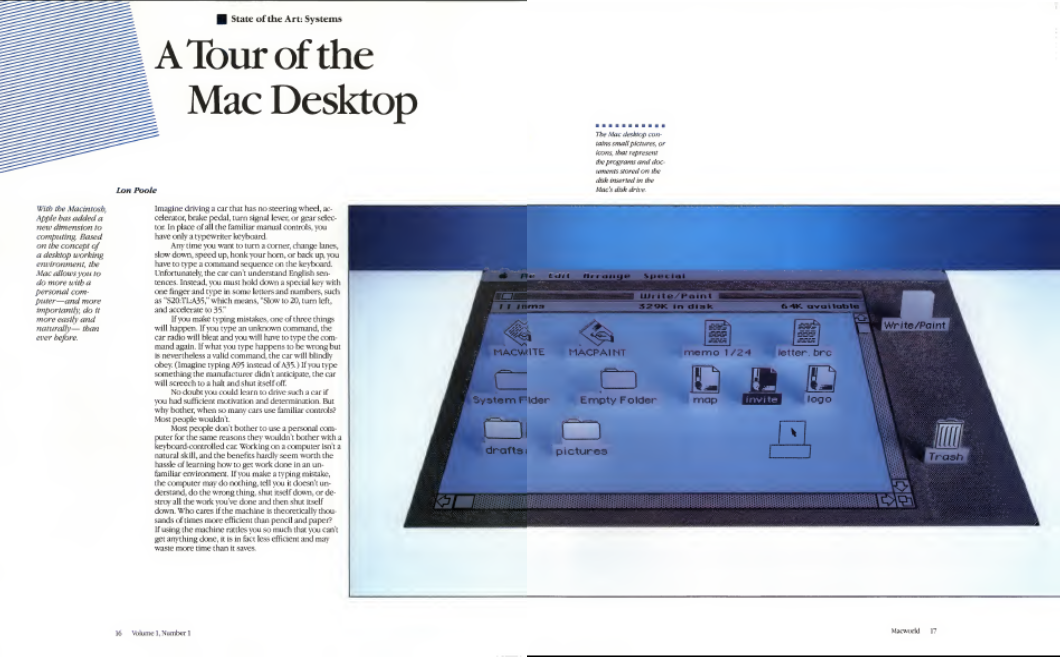 State of the Art: Systems
A Tour of the
Mac Desktop
The Mac desktop con-
tains small pictures, or
icons, that represent
the programs and doc-
uments stored on the
disk inserted in the
Mac's disk drive.
Lon Poole
With the Macintosh,
Apple has added a
new dimension to
computing. Based
on the concept of
a desktop working
environment, the
Mac allows you to
do more with a
personal com-
puter—and more
importantly, do it
more easily and
naturally— than
ever before.
Imagine driving a car that has no steering wheel, ac-
celerator, brake pedal, turn signal lever, or gear selec-
tor. In place of all the familiar manual controls, you
have only a typewriter keyboard.
Any time you want to turn a corner, change lanes,
slow down, speed up, honk your horn, or back up, you
have to type a command sequence on the keyboard.
Unfortunately, the car can't understand English sen-
tences. Instead, you must hold down a special key with
one finger and type in some letters and numbers, such
as "S20:TL:A35," which means, "Slow to 20, turn left,
and accelerate to 35."
If you make typing mistakes, one of three things
will happen. If you type an unknown command, the
car radio will bleat and you will have to type the com-
mand again. If what you type happens to be wrong but
is nevertheless a valid command, the car will blindly
obey. (Imagine typing A95 instead of A35.) If you type
something the manufacturer didn't anticipate, the car
will screech to a halt and shut itself off.
No doubt you could learn to drive such a car if
you had sufficient motivation and determination. But
why bother, when so many cars use familiar controls?
Most people wouldn't.
Most people don't bother to use a personal com-
puter for the same reasons they wouldn't bother with a
keyboard-controlled car. Working on a computer isn't a
natural skill, and the benefits hardly seem worth the
hassle of learning how to get work done in an un-
familiar environment. If you make a typing mistake,
the computer may do nothing, tell you it doesn't un-
derstand, do the wrong thing, shut itself down, or de-
stroy all the work you've done and then shut itself
down. Who cares if the machine is theoretically thou-
sands of times more efficient than pencil and paper?
If using the machine rattles you so much that you can't
get anything done, it is in fact less efficient and may
waste more time than it saves.
Edit Arrange Special
Write/Paint
11 items 329K in disk 64K available
Write/Paint
MACWITE MACPAINT memo 1/24 letter. brc
System Flder Empty Folder map invite logo
drafts pictures
Trash
16 Volume 1, Number 1
Macworld 17